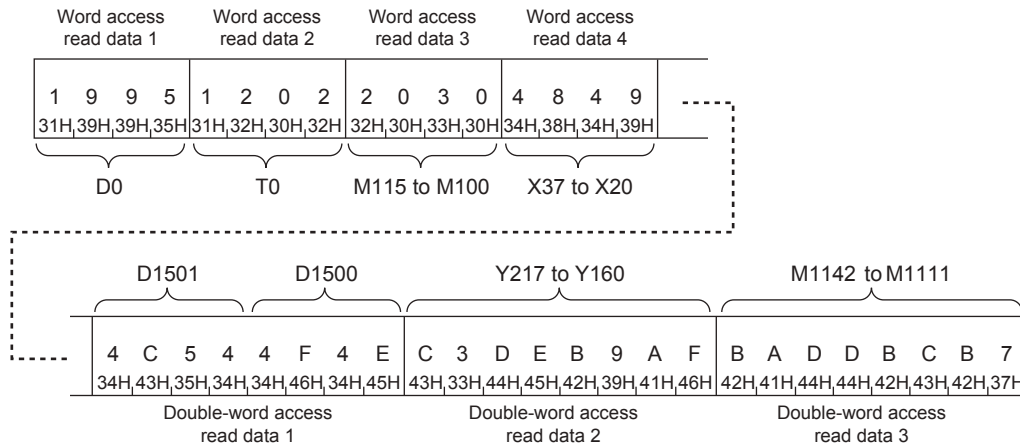 Word access Word access Word access Word access
read data 1 read data 2 read data 3 read data 4
1 9 9 5 1 2 0 2 2 0 3 0 4 8 4 9
31H 39H 39H 35H 31H 32H 30H 32H 32H 30H 33H 30H 34H 38H 34H 39H
D0 T0 M115 to M100 X37 to X20
D1501 D1500 Y217 to Y160 M1142 to M1111
4 C 5 4 4 F 4 E C 3 D E B 9 A F B A D D B C B 7
34H 43H 35H 34H 34H 46H 34H 45H 43H 33H 44H 45H 42H 39H 41H 46H 42H 41H 44H 44H 42H 43H 42H 37H
Double-word access Double-word access Double-word access
read data 1 read data 2 read data 3